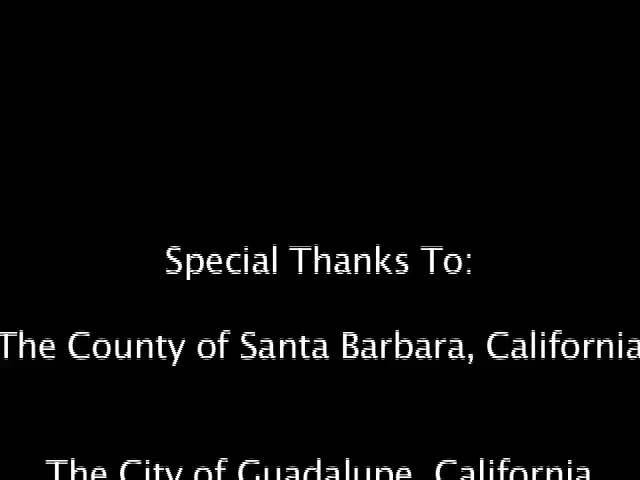 Special Thanks To:
The County of Santa Barbara, California
The City of Guadalupe, California